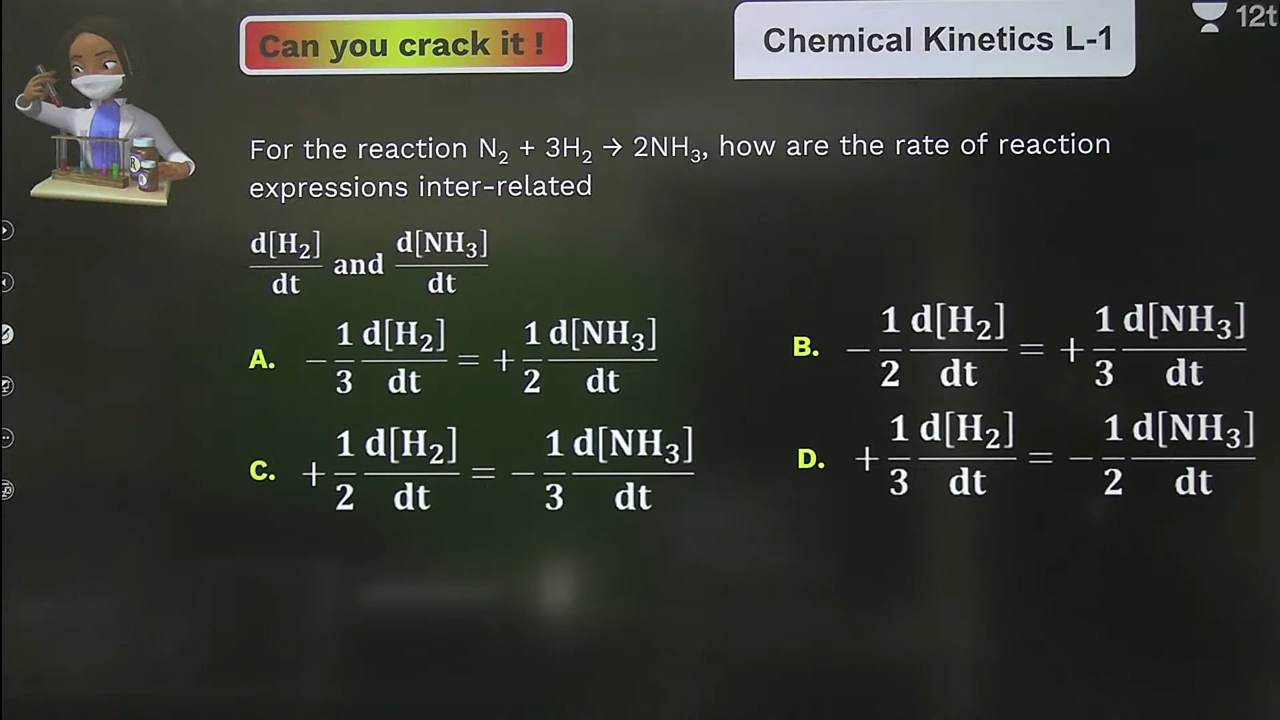 Can you crack it !
Chemical Kinetics L-1
12t
For the reaction N₂ + 3H₂ → 2NH₃, how are the rate of reaction
expressions inter-related
d[H₂]/dt and d[NH₃]/dt
A. −1/3 d[H₂]/dt = +1/2 d[NH₃]/dt
B. −1/2 d[H₂]/dt = +1/3 d[NH₃]/dt
C. +1/2 d[H₂]/dt = −1/3 d[NH₃]/dt
D. +1/3 d[H₂]/dt = −1/2 d[NH₃]/dt